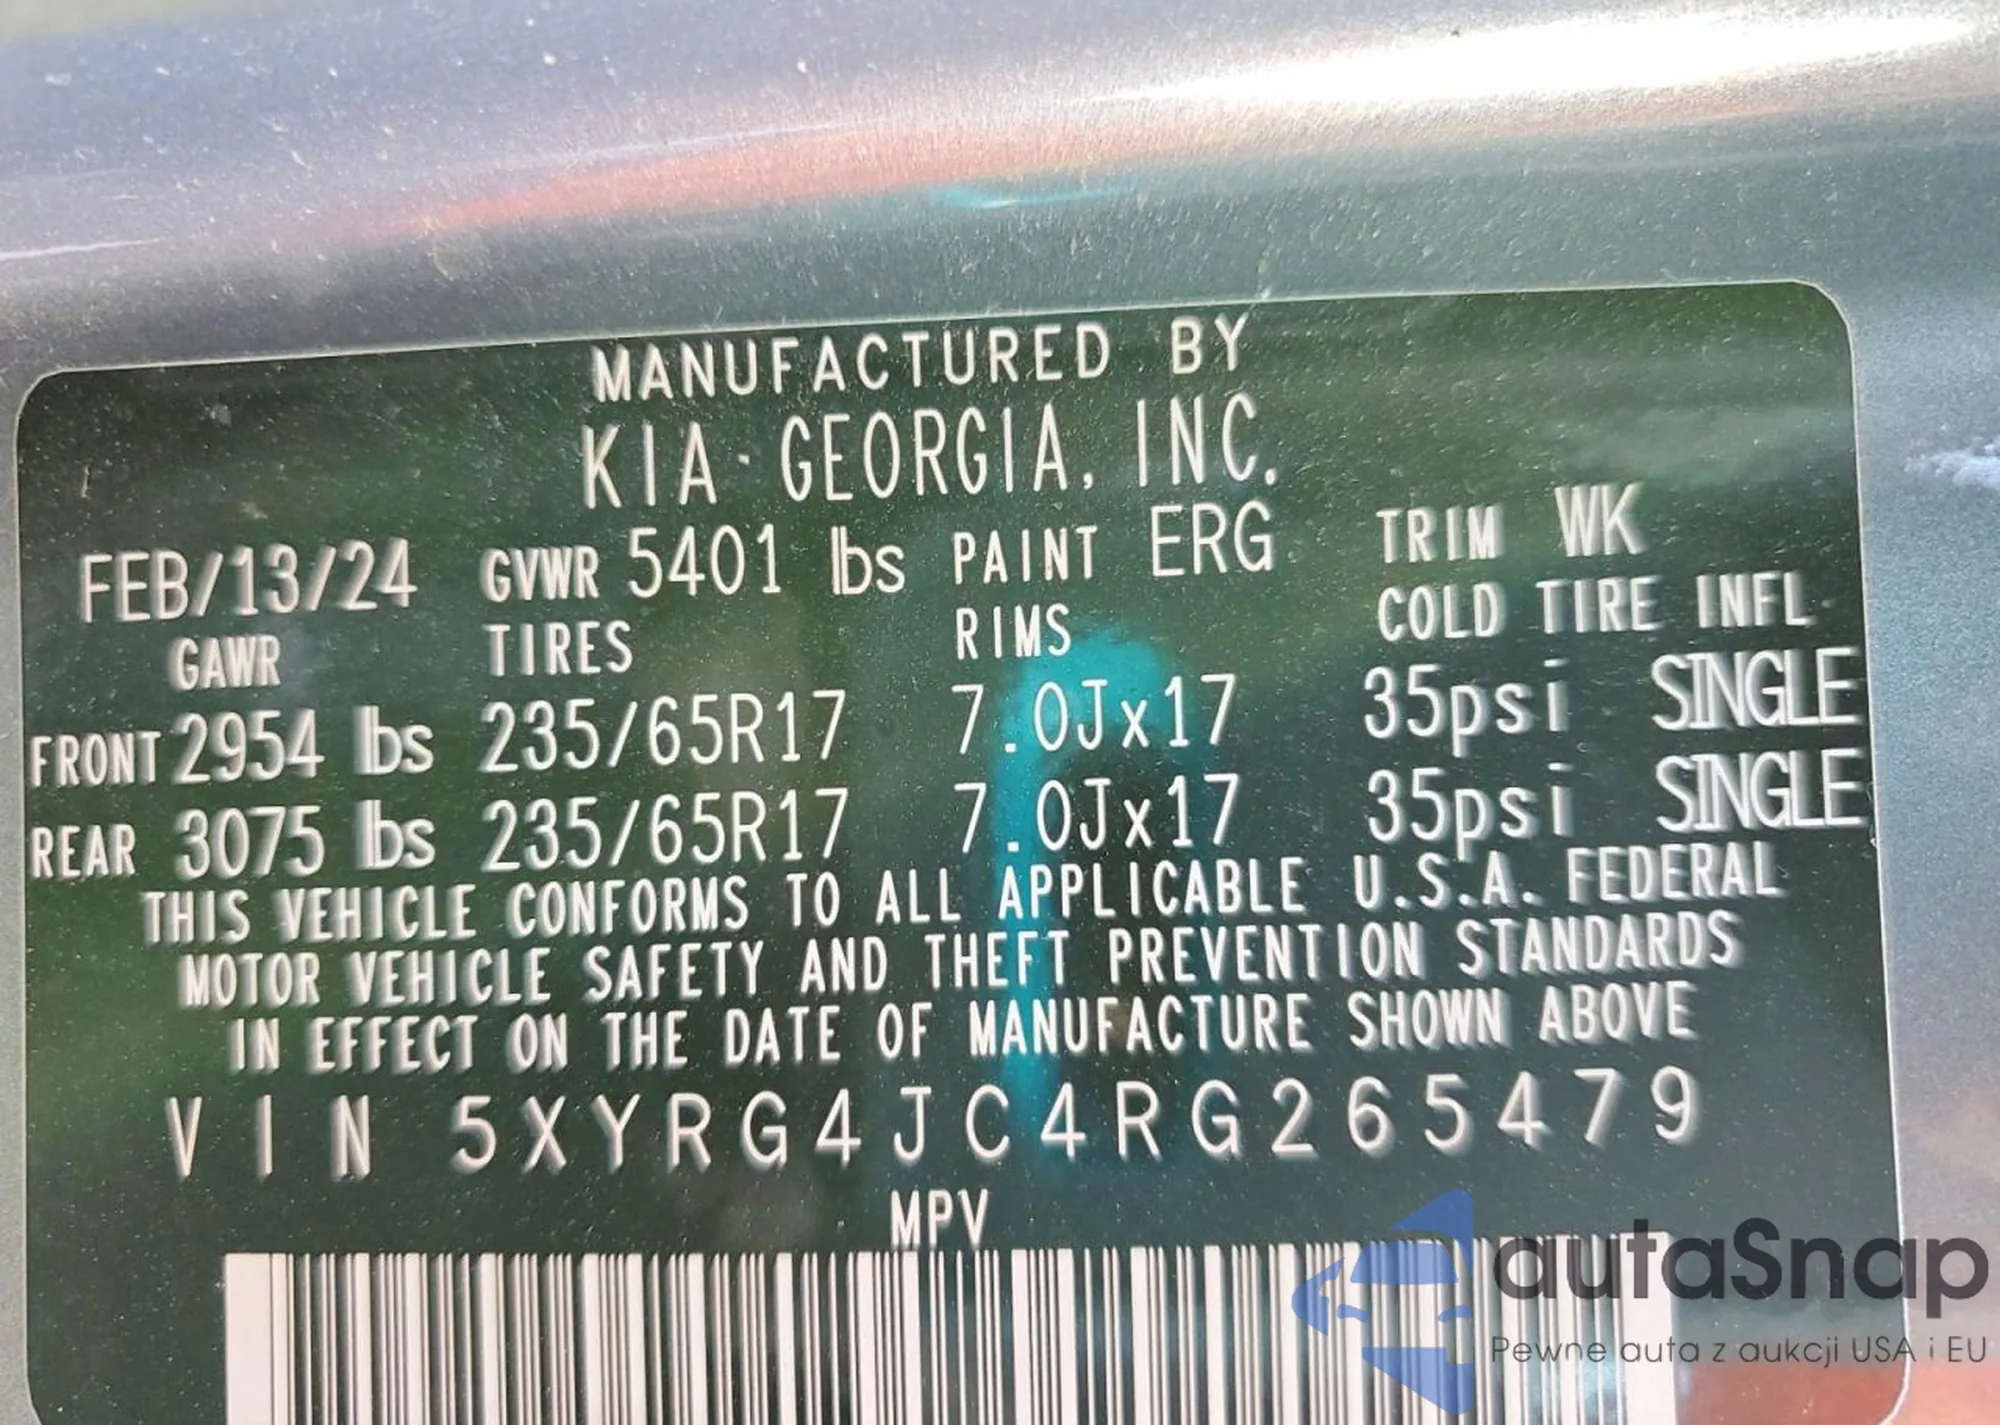 MANUFACTURED BY
KIA GEORGIA, INC.
FEB/13/24 GVWR 5401 lbs PAINT ERG TRIM WK
GAWR TIRES RIMS COLD TIRE INFL
FRONT 2954 lbs 235/65R17 7.0Jx17 35psi SINGLE
REAR 3075 lbs 235/65R17 7.0Jx17 35psi SINGLE
THIS VEHICLE CONFORMS TO ALL APPLICABLE U.S.A. FEDERAL
MOTOR VEHICLE SAFETY AND THEFT PREVENTION STANDARDS
IN EFFECT ON THE DATE OF MANUFACTURE SHOWN ABOVE
VIN 5XYRG4JC4RG265479
MPV
autaSnap
Pewne auta z aukcji USA i EU